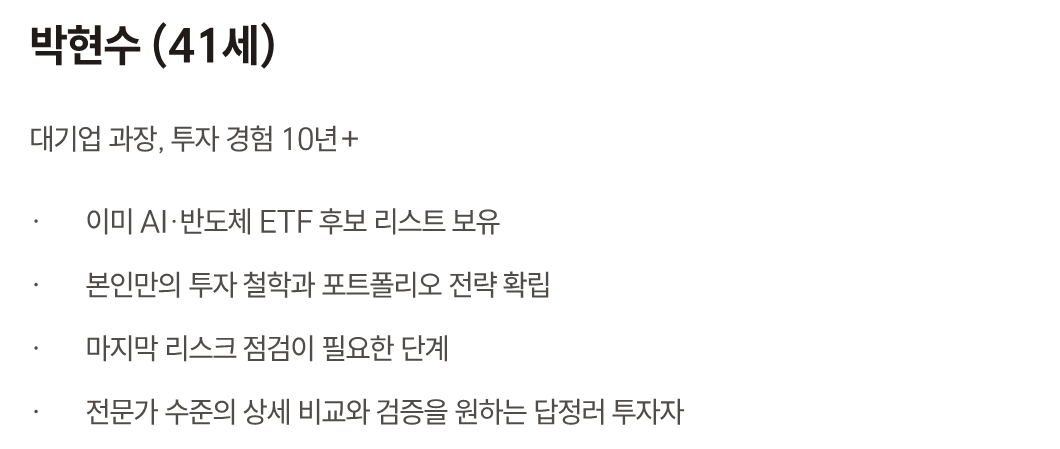 박현수 (41세)
대기업 과장, 투자 경험 10년+
· 이미 AI·반도체 ETF 후보 리스트 보유
· 본인만의 투자 철학과 포트폴리오 전략 확립
· 마지막 리스크 점검이 필요한 단계
· 전문가 수준의 상세 비교와 검증을 원하는 답정러 투자자